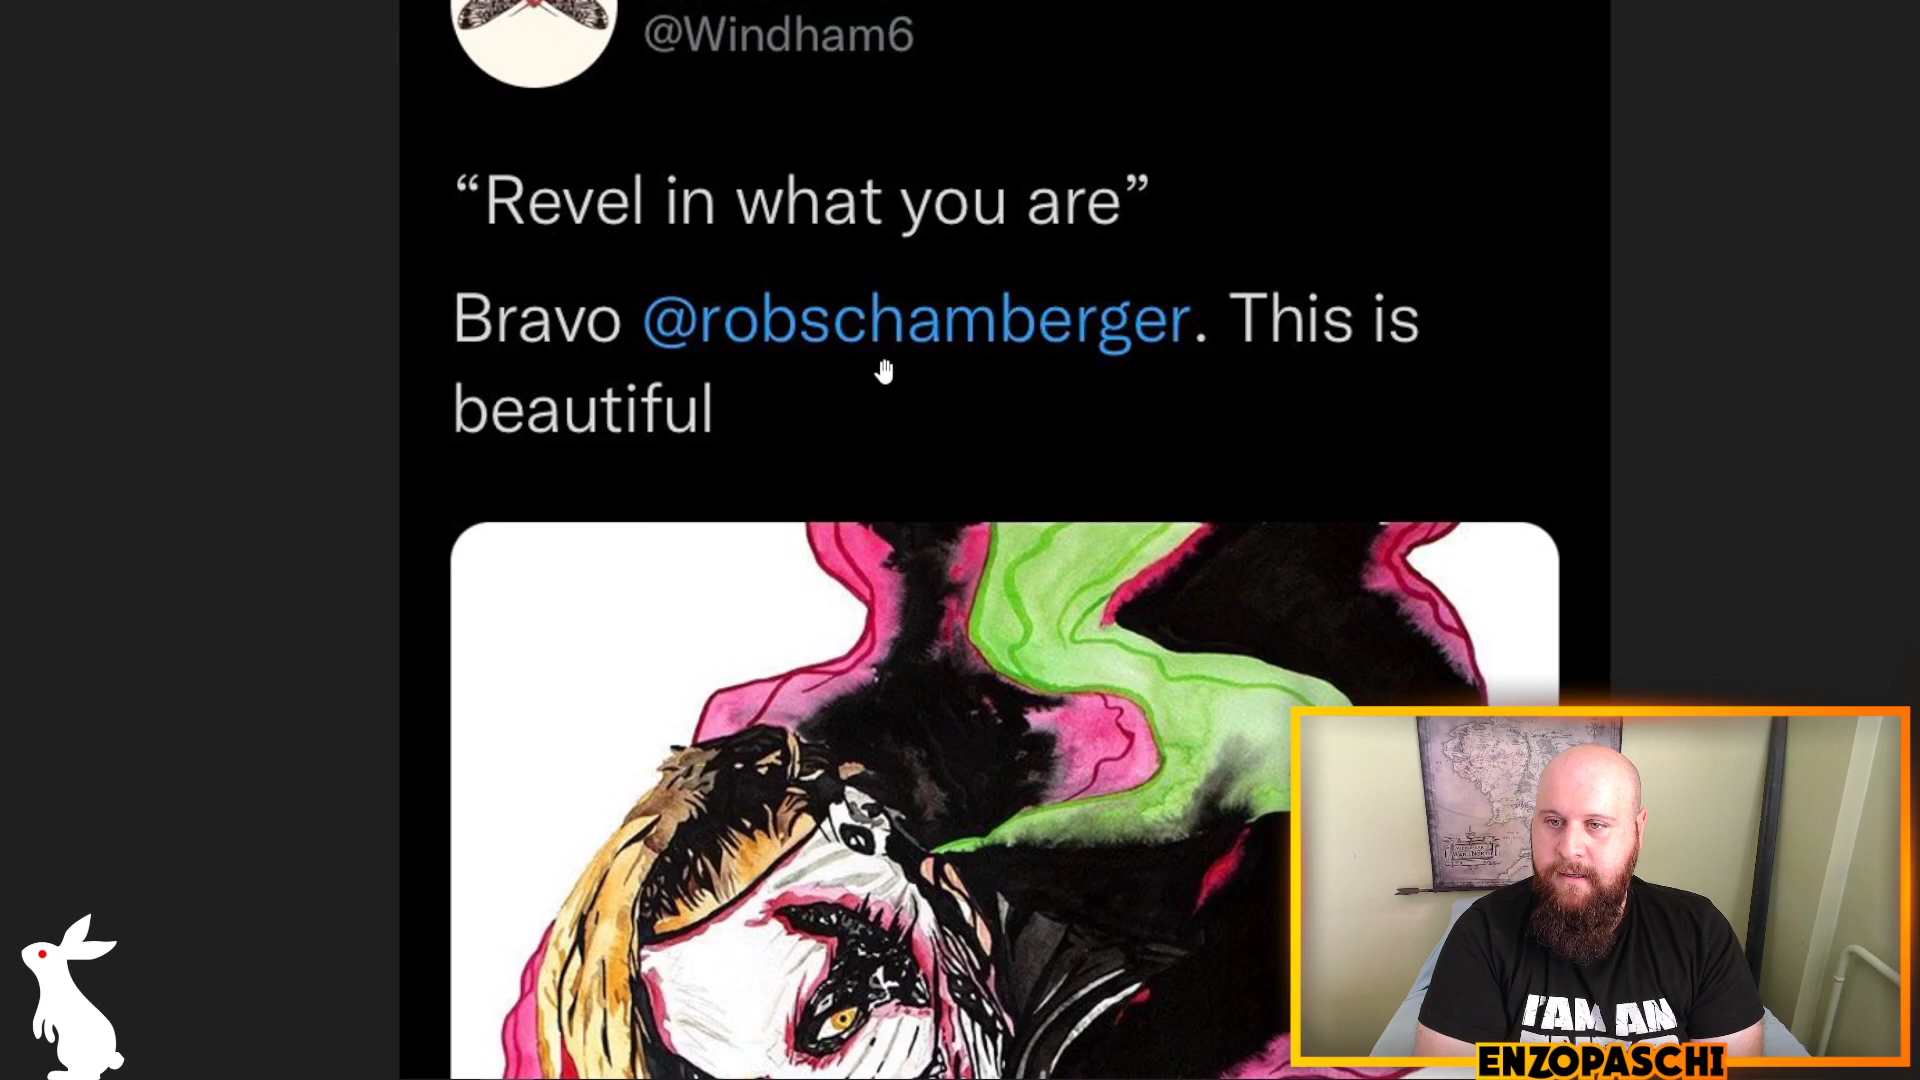 @Windham6
“Revel in what you are”
Bravo @robschamberger. This is
beautiful
I'AM AN
ENZOPASCHI